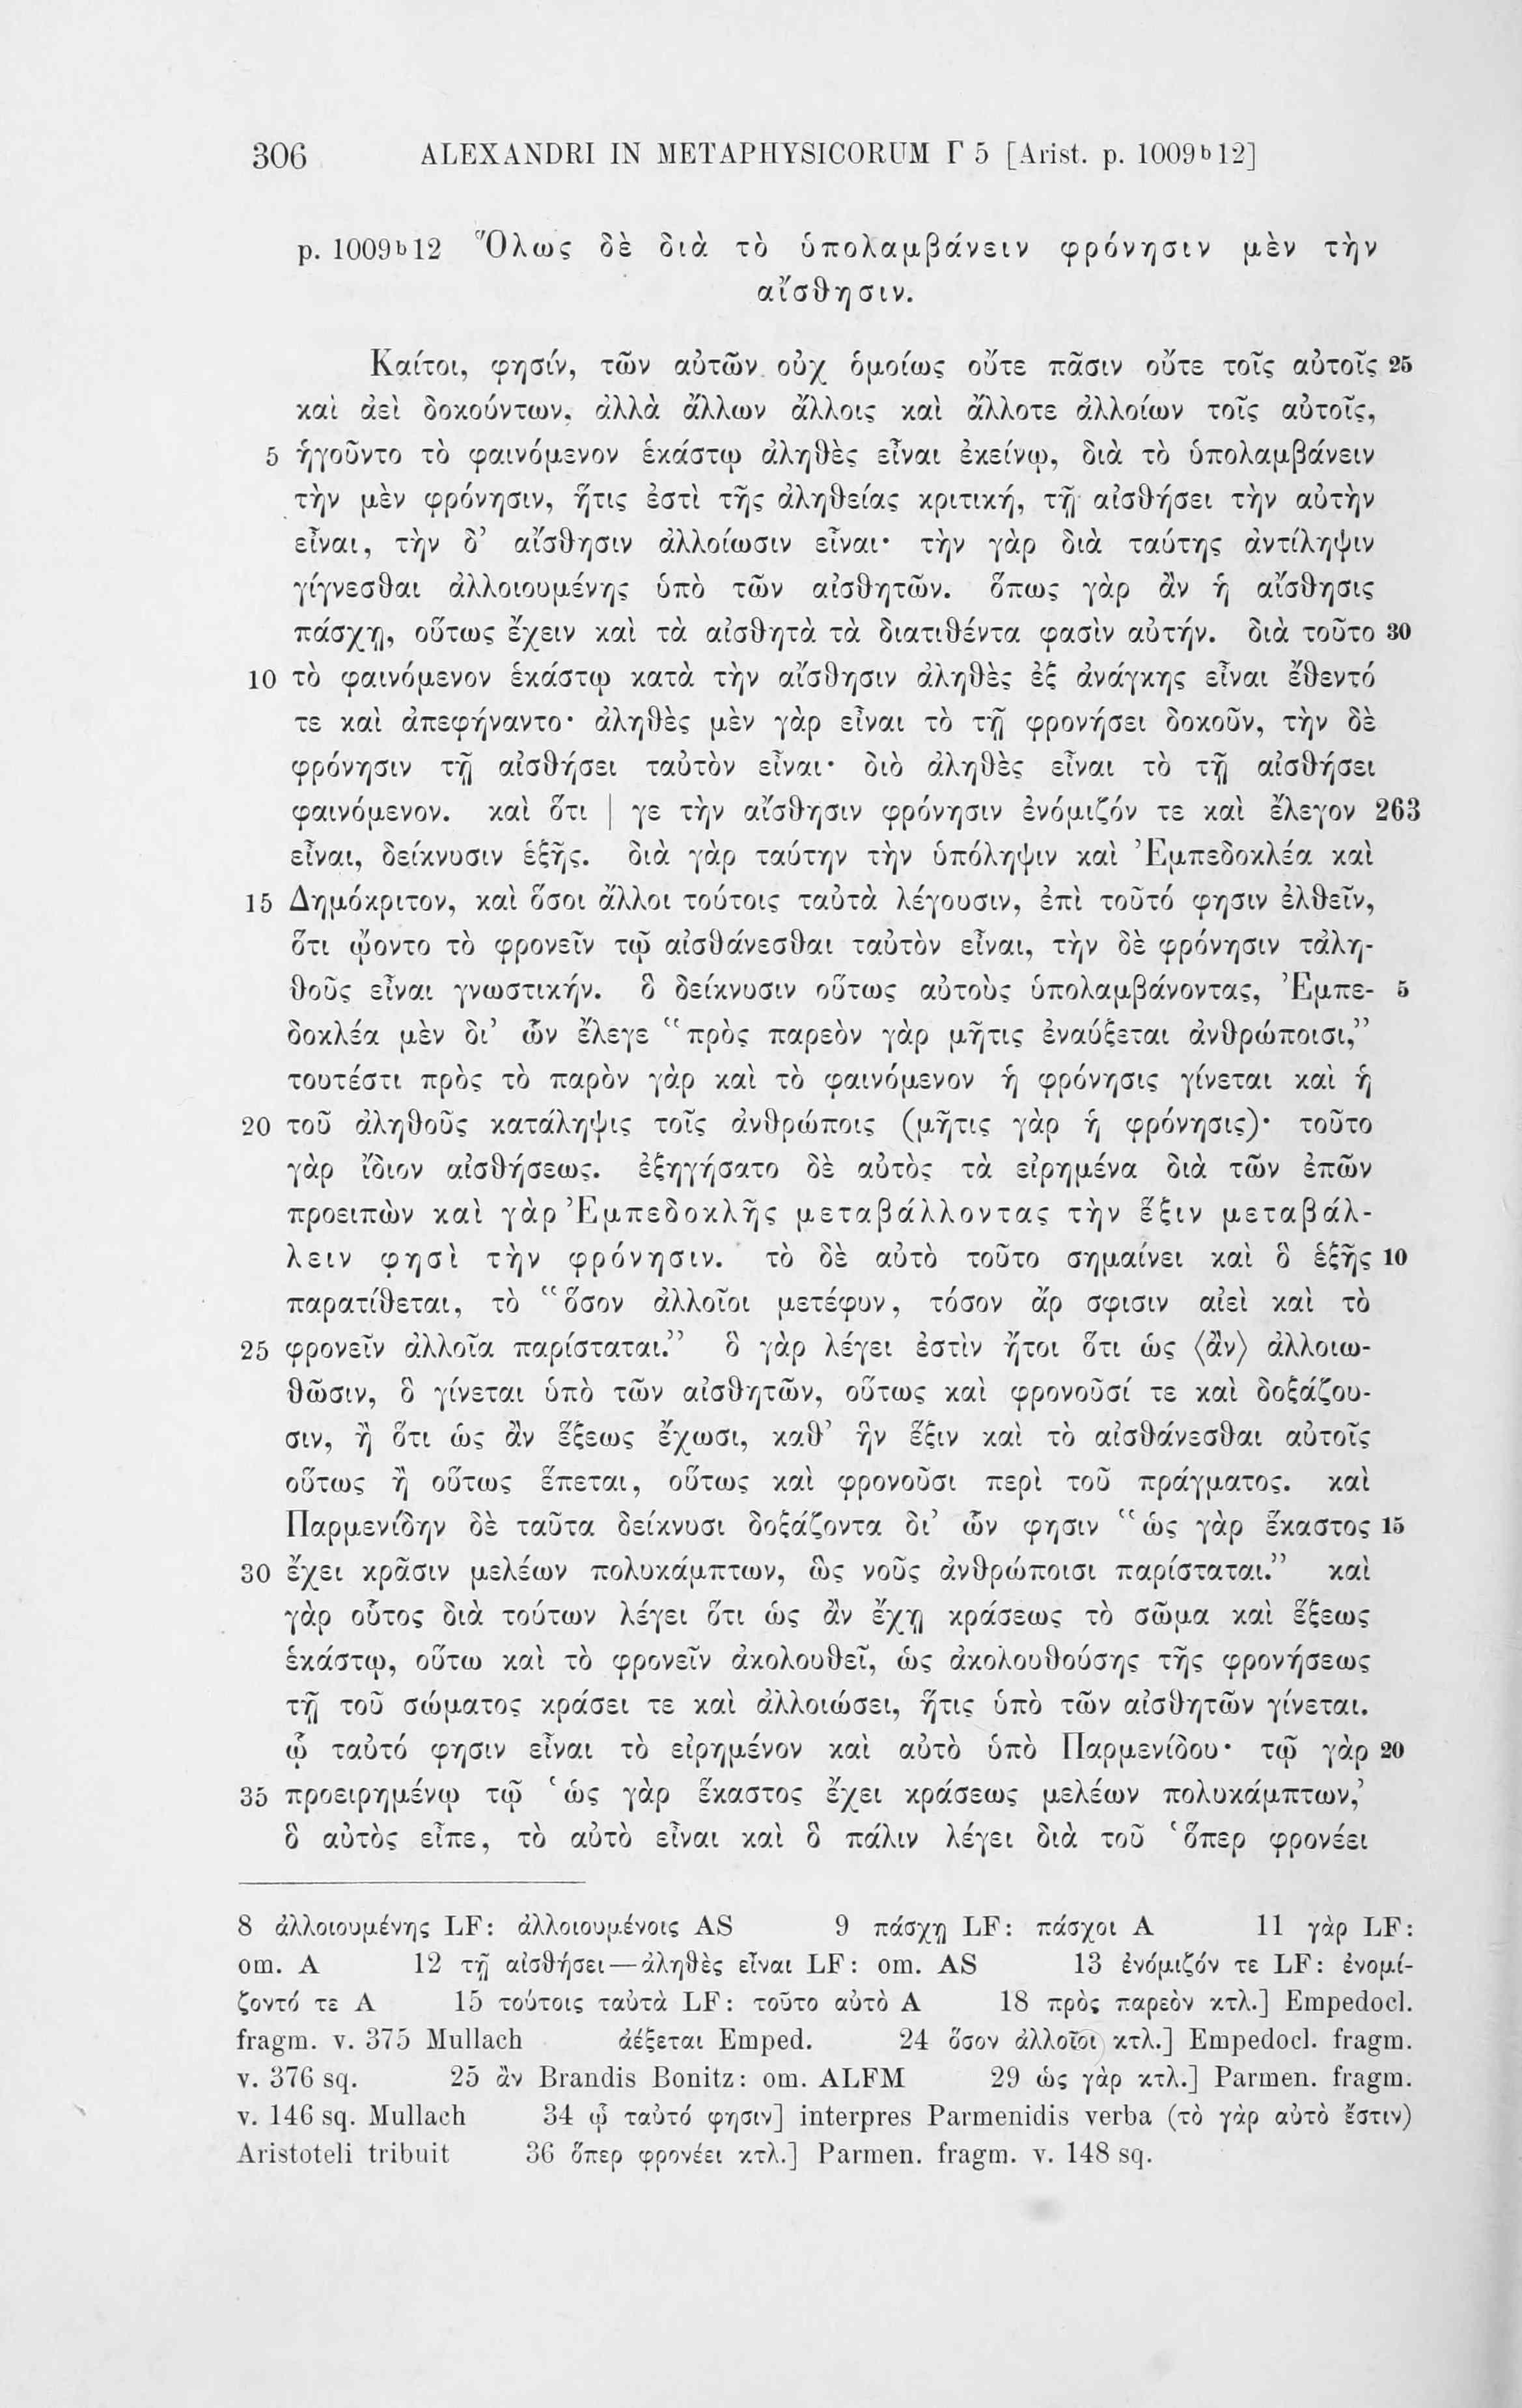 306 ALEXANDRI IN METAPHYSICORUM Γ 5 [Arist. p. 1009b12]
p. 1009b12 Ὅλως δὲ διὰ τὸ ὑπολαμβάνειν φρόνησιν μὲν τὴν
αἴσθησιν.
Καίτοι, φησίν, τῶν αὐτῶν οὐχ ὁμοίως οὔτε πᾶσιν οὔτε τοῖς αὐτοῖς 25
καὶ ἀεὶ δοκούντων, ἀλλὰ ἄλλων ἄλλοις καὶ ἄλλοτε ἀλλοίων τοῖς αὐτοῖς,
5 ἡγοῦντο τὸ φαινόμενον ἑκάστῳ ἀληθὲς εἶναι ἐκείνῳ, διὰ τὸ ὑπολαμβάνειν
τὴν μὲν φρόνησιν, ἥτις ἐστὶ τῆς ἀληθείας κριτική, τῇ αἰσθήσει τὴν αὐτὴν
εἶναι, τὴν δ’ αἴσθησιν ἀλλοίωσιν εἶναι· τὴν γὰρ διὰ ταύτης ἀντίληψιν
γίγνεσθαι ἀλλοιουμένης ὑπὸ τῶν αἰσθητῶν. ὅπως γὰρ ἂν ἡ αἴσθησις
πάσχῃ, οὕτως ἔχειν καὶ τὰ αἰσθητὰ τὰ διατιθέντα φασὶν αὐτήν. διὰ τοῦτο 30
10 τὸ φαινόμενον ἑκάστῳ κατὰ τὴν αἴσθησιν ἀληθὲς ἐξ ἀνάγκης εἶναι ἔθεντό
τε καὶ ἀπεφήναντο· ἀληθὲς μὲν γὰρ εἶναι τὸ τῇ φρονήσει δοκοῦν, τὴν δὲ
φρόνησιν τῇ αἰσθήσει ταὐτὸν εἶναι· διὸ ἀληθὲς εἶναι τὸ τῇ αἰσθήσει
φαινόμενον. καὶ ὅτι | γε τὴν αἴσθησιν φρόνησιν ἐνόμιζόν τε καὶ ἔλεγον 263
εἶναι, δείκνυσιν ἑξῆς. διὰ γὰρ ταύτην τὴν ὑπόληψιν καὶ Ἐμπεδοκλέα καὶ
15 Δημόκριτον, καὶ ὅσοι ἄλλοι τούτοις ταὐτὰ λέγουσιν, ἐπὶ τοῦτό φησιν ἐλθεῖν,
ὅτι ᾤοντο τὸ φρονεῖν τῷ αἰσθάνεσθαι ταὐτὸν εἶναι, τὴν δὲ φρόνησιν τἀλη-
θοῦς εἶναι γνωστικήν. ὃ δείκνυσιν οὕτως αὐτοὺς ὑπολαμβάνοντας, Ἐμπε- 5
δοκλέα μὲν δι’ ὧν ἔλεγε “πρὸς παρεὸν γὰρ μῆτις ἐναύξεται ἀνθρώποισι,”
τουτέστι πρὸς τὸ παρὸν γὰρ καὶ τὸ φαινόμενον ἡ φρόνησις γίνεται καὶ ἡ
20 τοῦ ἀληθοῦς κατάληψις τοῖς ἀνθρώποις (μῆτις γὰρ ἡ φρόνησις)· τοῦτο
γὰρ ἴδιον αἰσθήσεως. ἐξηγήσατο δὲ αὐτὸς τὰ εἰρημένα διὰ τῶν ἐπῶν
προειπὼν καὶ γὰρ Ἐμπεδοκλῆς μεταβάλλοντας τὴν ἕξιν μεταβάλ-
λειν φησὶ τὴν φρόνησιν. τὸ δὲ αὐτὸ τοῦτο σημαίνει καὶ ὃ ἑξῆς 10
παρατίθεται, τὸ “ὅσον ἀλλοῖοι μετέφυν, τόσον ἄρ σφισιν αἰεὶ καὶ τὸ
25 φρονεῖν ἀλλοῖα παρίσταται.” ὃ γὰρ λέγει ἐστὶν ἤτοι ὅτι ὡς ⟨ἂν⟩ ἀλλοιω-
θῶσιν, ὃ γίνεται ὑπὸ τῶν αἰσθητῶν, οὕτως καὶ φρονοῦσί τε καὶ δοξάζου-
σιν, ἢ ὅτι ὡς ἂν ἕξεως ἔχωσι, καθ’ ἣν ἕξιν καὶ τὸ αἰσθάνεσθαι αὐτοῖς
οὕτως ἢ οὕτως ἕπεται, οὕτως καὶ φρονοῦσι περὶ τοῦ πράγματος. καὶ
Παρμενίδην δὲ ταῦτα δείκνυσι δοξάζοντα δι’ ὧν φησιν “ὡς γὰρ ἕκαστος 15
30 ἔχει κρᾶσιν μελέων πολυκάμπτων, ὣς νοῦς ἀνθρώποισι παρίσταται.” καὶ
γὰρ οὗτος διὰ τούτων λέγει ὅτι ὡς ἂν ἔχῃ κράσεως τὸ σῶμα καὶ ἕξεως
ἑκάστῳ, οὕτω καὶ τὸ φρονεῖν ἀκολουθεῖ, ὡς ἀκολουθούσης τῆς φρονήσεως
τῇ τοῦ σώματος κράσει τε καὶ ἀλλοιώσει, ἥτις ὑπὸ τῶν αἰσθητῶν γίνεται.
ᾧ ταὐτό φησιν εἶναι τὸ εἰρημένον καὶ αὐτὸ ὑπὸ Παρμενίδου· τῷ γὰρ 20
35 προειρημένῳ τῷ ‘ὡς γὰρ ἕκαστος ἔχει κράσεως μελέων πολυκάμπτων,’
ὃ αὐτὸς εἶπε, τὸ αὐτὸ εἶναι καὶ ὃ πάλιν λέγει διὰ τοῦ ‘ὅπερ φρονέει
8 ἀλλοιουμένης LF: ἀλλοιουμένοις AS 9 πάσχῃ LF: πάσχοι A 11 γὰρ LF:
om. A 12 τῇ αἰσθήσει—ἀληθὲς εἶναι LF: om. AS 13 ἐνόμιζόν τε LF: ἐνομί-
ζοντό τε A 15 τούτοις ταὐτὰ LF: τοῦτο αὐτὸ A 18 πρὸς παρεὸν κτλ.] Empedocl.
fragm. v. 375 Mullach ἀέξεται Emped. 24 ὅσον ἀλλοῖοι κτλ.] Empedocl. fragm.
v. 376 sq. 25 ἂν Brandis Bonitz: om. ALFM 29 ὡς γὰρ κτλ.] Parmen. fragm.
v. 146 sq. Mullach 34 ᾧ ταὐτό φησιν] interpres Parmenidis verba (τὸ γὰρ αὐτὸ ἔστιν)
Aristoteli tribuit 36 ὅπερ φρονέει κτλ.] Parmen. fragm. v. 148 sq.